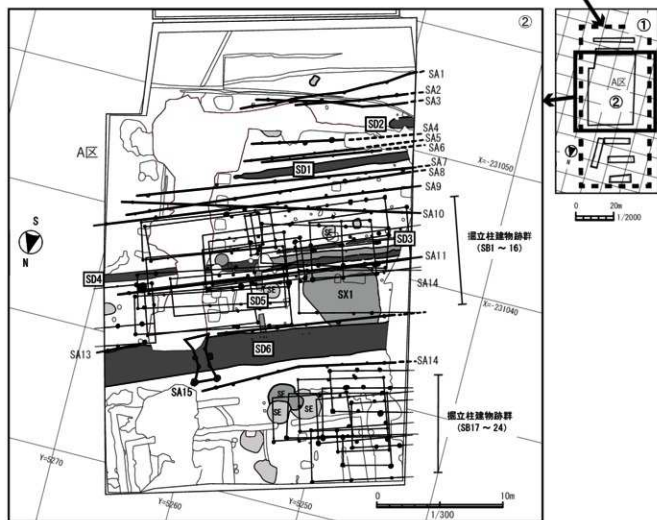 ②
SA1
SA2
SA3
SA4
SD2
SA5
SA6
A区
SA7
SD1
SA8
X=-231050
SA9
S
N
SE
SA10
掘立柱建物跡群
(SB1～16)
SD3
SA11
SD4
SE
SA14
SD5
SX1
X=-231040
SD6
SA13
SA14
SA15
SE
SE
SE
掘立柱建物跡群
(SB17～24)
Y=5270
Y=5260
Y=5250
0 10m
1/300
①
A区
②
N
0 20m
1/2000